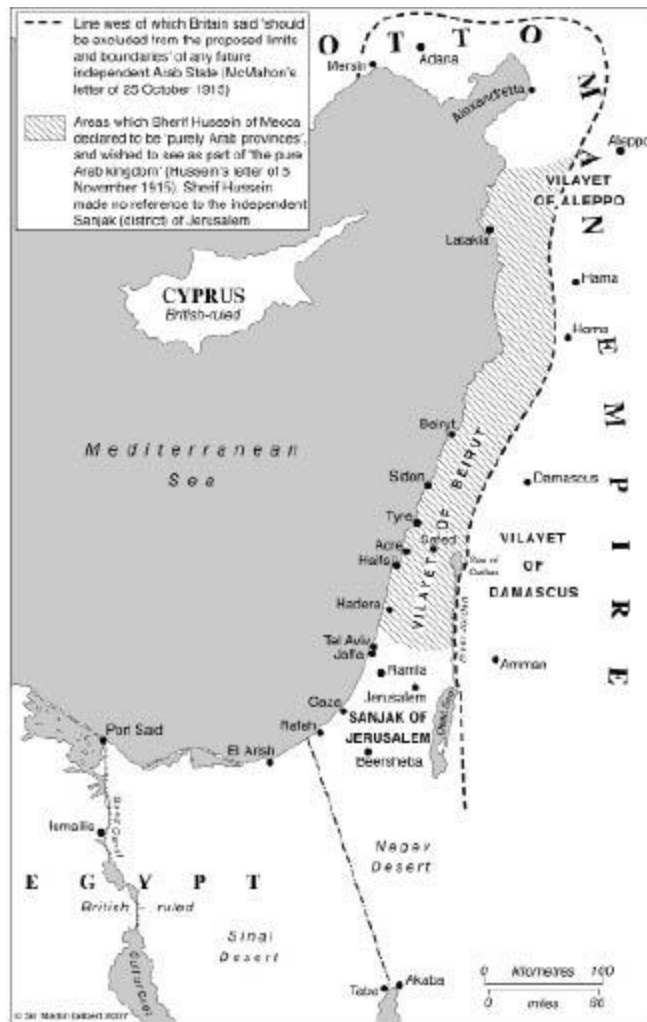 Line west of which Britain said 'should
be excluded from the proposed limits
and boundaries' of any future
independent Arab State (McMahon's
letter of 25 October 1915)
Areas which Sherif Hussein of Mecca
declared to be 'purely Arab provinces',
and wished to see as part of 'the pure
Arab kingdom' (Hussein's letter of 5
November 1915). Sherif Hussein
made no reference to the independent
Sanjak (district) of Jerusalem
OTTOMAN EMPIRE
Mersin
Adana
Alexandretta
Aleppo
VILAYET
OF ALEPPO
Latakia
CYPRUS
British-ruled
Hama
Homs
Mediterranean
Sea
Beirut
Sidon
Damascus
Tyre
VILAYET OF BEIRUT
Acre
Safed
Haifa
Sea of
Galilee
VILAYET
OF
DAMASCUS
Hadera
River Jordan
Tel Aviv
Jaffa
Ramla
Amman
Jerusalem
Gaza
SANJAK OF
JERUSALEM
Dead Sea
Rafah
Port Said
El Arish
Beersheba
Ismailia
Suez Canal
Negev
Desert
EGYPT
British - ruled
Sinai
Desert
Taba
Akaba
0 kilometres 100
0 miles
© Sir Martin Gilbert 2007